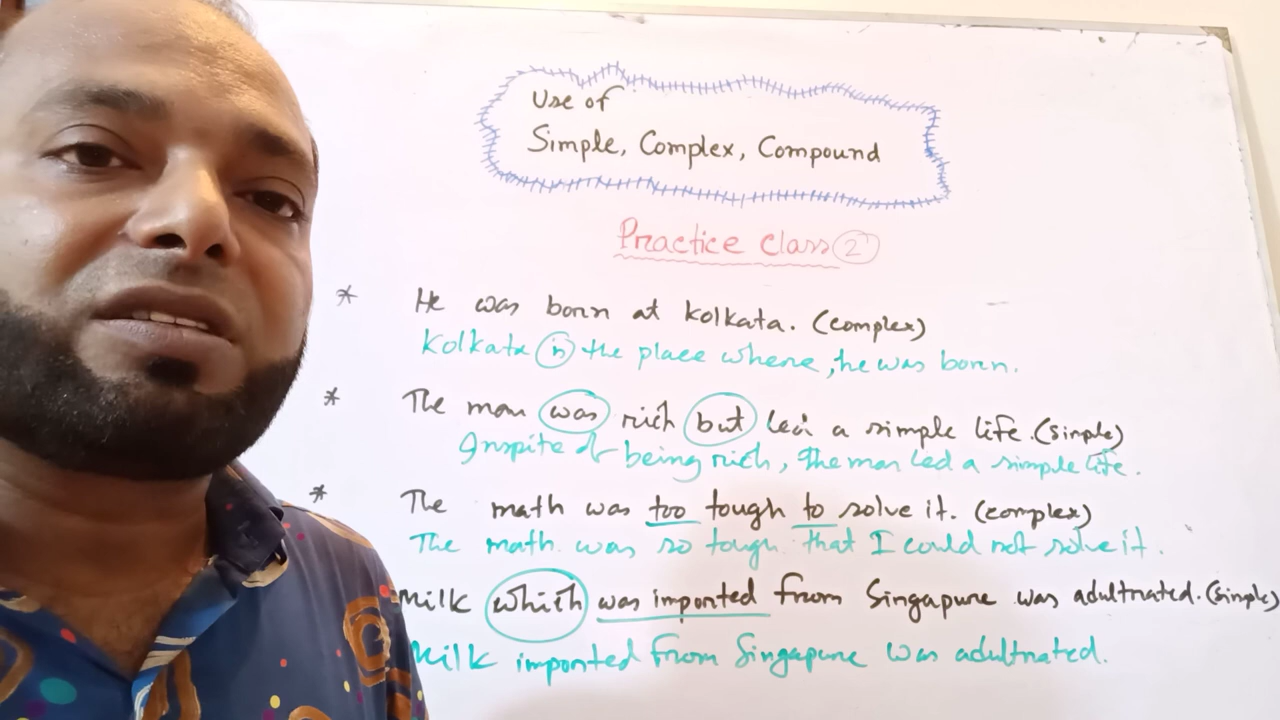 Use of
Simple, Complex, Compound
Practice Class 2
* He was born at Kolkata. (complex)
Kolkata is the place where, he was born.
* The man was rich but led a simple life. (simple)
Inspite of being rich, the man led a simple life.
* The math was too tough to solve it. (complex)
The math was so tough that I could not solve it.
Milk which was imported from Singapure was adultrated. (simple)
Milk imported from Singapure was adultrated.